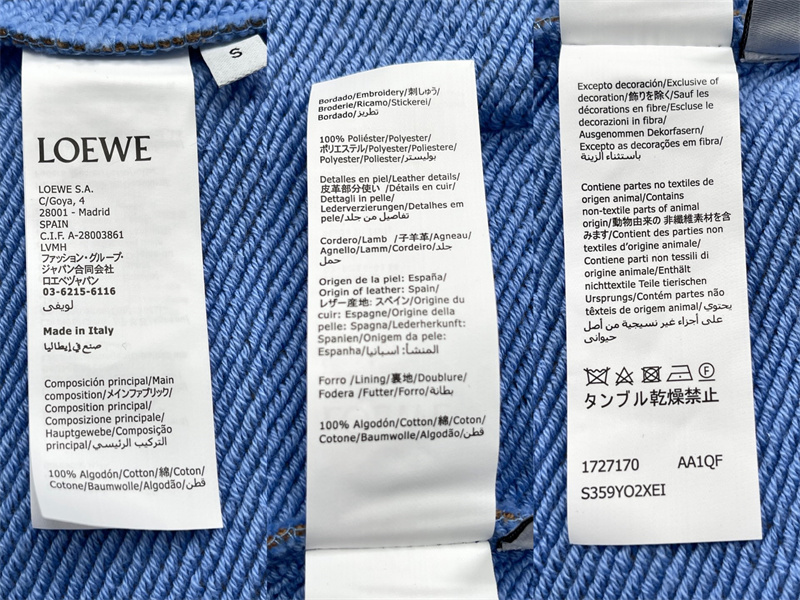 S
LOEWE
LOEWE S.A.
C/Goya, 4
28001 - Madrid
SPAIN
C.I.F. A-28003861
LVMH
ファッション・グルーブ・
ジャパン合同会社
ロエベジャパン
03-6215-6116
لويفي
Made in Italy
صنع في إيطاليا
Composición principal/Main
composition/メインファブリック/
Composition principal/
Composizione principale/
Hauptgewebe/Composição
principal/التركيب الرئيسي
100% Algodón/Cotton/綿/Coton/
Cotone/Baumwolle/Algodão/قطن
Bordado/Embroidery/刺しゅう/
Broderie/Ricamo/Stickerei/
Bordado/تطريز
100% Poliéster/Polyester/
ポリエステル/Polyester/Poliestere/
Polyester/Poliester/بوليستر
Detalles en piel/Leather details/
皮革部分使い /Détails en cuir/
Dettagli in pelle/
Lederverzierungen/Detalhes em
pele/تفاصيل من جلد
Cordero/Lamb /子羊革/Agneau/
Agnello/Lamm/Cordeiro/جلد
حمل
Origen de la piel: España/
Origin of leather: Spain/
レザー産地: スペイン/Origine du
cuir: Espagne/Origine della
pelle: Spagna/Lederherkunft:
Spanien/Origem da pele:
Espanha/المنشأ: اسبانيا
Forro /Lining/裏地/Doublure/
Fodera /Futter/Forro/بطانة
100% Algodón/Cotton/綿/Coton/
Cotone/Baumwolle/Algodão/قطن
Excepto decoración/Exclusive of
decoration/飾りを除く/Sauf les
décorations en fibre/Escluse le
decorazioni in fibra/
Ausgenommen Dekorfasern/
Excepto as decorações em fibra/
باستثناء ألياف الزينة
Contiene partes no textiles de
origen animal/Contains
non-textile parts of animal
origin/動物由来の 非繊維素材を含
みます/Contient des parties non
textiles d'origine animale/
Contiene parti non tessili di
origine animale/Enthält
nichttextile Teile tierischen
Ursprungs/Contém partes não
têxteis de origem animal/يحتوي
على أجزاء غير نسيجية من أصل
حيواني
タンブル乾燥禁止
1727170 AA1QF
S359YO2XEI